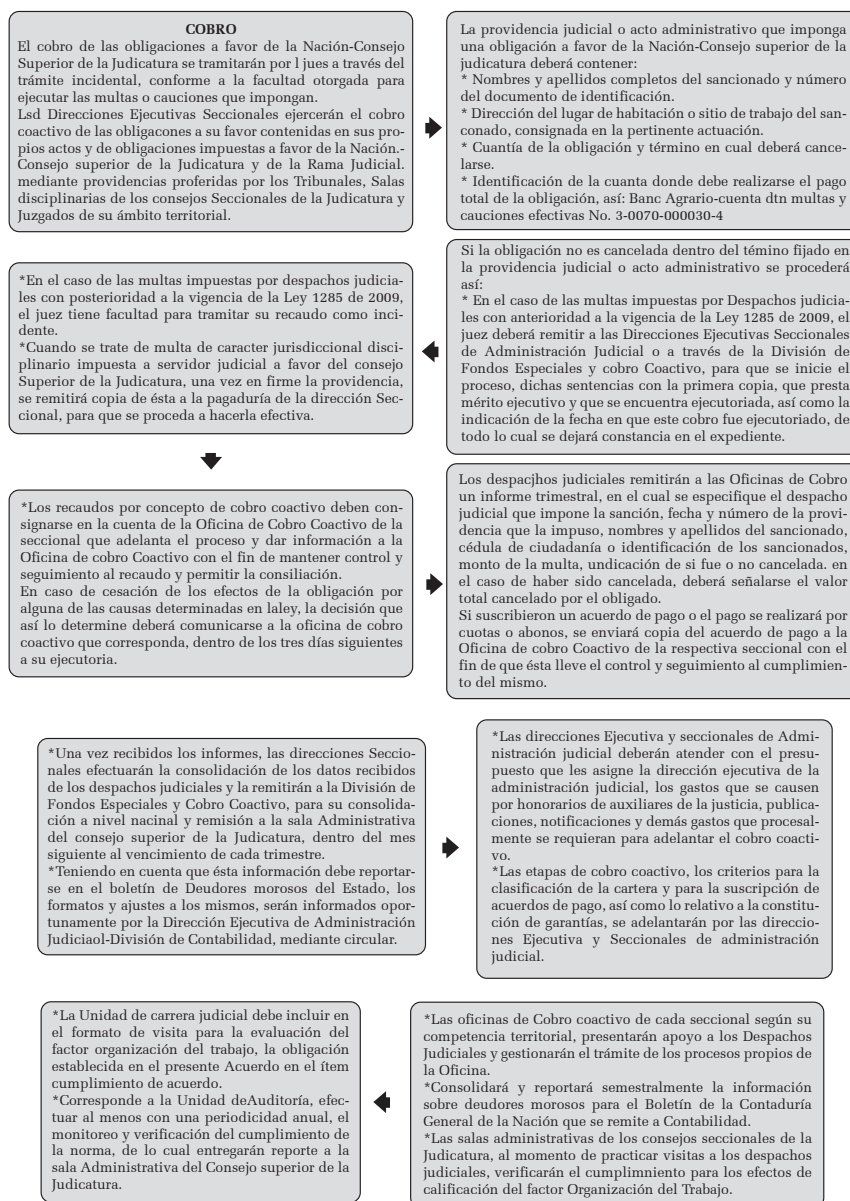 COBRO
El cobro de las obligaciones a favor de la Nación-Consejo
Superior de la Judicatura se tramitarán por l jues a través del
trámite incidental, conforme a la facultad otorgada para
ejecutar las multas o cauciones que impongan.
Lsd Direcciones Ejecutivas Seccionales ejercerán el cobro
coactivo de las obligacones a su favor contenidas en sus pro-
pios actos y de obligaciones impuestas a favor de la Nación.-
Consejo superior de la Judicatura y de la Rama Judicial.
mediante providencias proferidas por los Tribunales, Salas
disciplinarias de los consejos Seccionales de la Judicatura y
Juzgados de su ámbito territorial.
La providencia judicial o acto administrativo que imponga
una obligación a favor de la Nación-Consejo superior de la
judicatura deberá contener:
* Nombres y apellidos completos del sancionado y número
del documento de identificación.
* Dirección del lugar de habitación o sitio de trabajo del san-
conado, consignada en la pertinente actuación.
* Cuantía de la obligación y término en cual deberá cance-
larse.
* Identificación de la cuanta donde debe realizarse el pago
total de la obligación, así: Banc Agrario-cuenta dtn multas y
cauciones efectivas No. 3-0070-000030-4
Si la obligación no es cancelada dentro del témino fijado en
la providencia judicial o acto administrativo se procederá
así:
* En el caso de las multas impuestas por Despachos judicia-
les con anterioridad a la vigencia de la Ley 1285 de 2009, el
juez deberá remitir a las Direcciones Ejecutivas Seccionales
de Administración Judicial o a través de la División de
Fondos Especiales y cobro Coactivo, para que se inicie el
proceso, dichas sentencias con la primera copia, que presta
mérito ejecutivo y que se encuentra ejecutoriada, así como la
indicación de la fecha en que este cobro fue ejecutoriado, de
todo lo cual se dejará constancia en el expediente.
*En el caso de las multas impuestas por despachos judicia-
les con posterioridad a la vigencia de la Ley 1285 de 2009,
el juez tiene facultad para tramitar su recaudo como inci-
dente.
*Cuando se trate de multa de caracter jurisdiccional disci-
plinario impuesta a servidor judicial a favor del consejo
Superior de la Judicatura, una vez en firme la providencia,
se remitirá copia de ésta a la pagaduría de la dirección Sec-
cional, para que se proceda a hacerla efectiva.
*Los recaudos por concepto de cobro coactivo deben con-
signarse en la cuenta de la Oficina de Cobro Coactivo de la
seccional que adelanta el proceso y dar información a la
Oficina de cobro Coactivo con el fin de mantener control y
seguimiento al recaudo y permitir la consiliación.
En caso de cesación de los efectos de la obligación por
alguna de las causas determinadas en laley, la decisión que
así lo determine deberá comunicarse a la oficina de cobro
coactivo que corresponda, dentro de los tres días siguientes
a su ejecutoria.
Los despacjhos judiciales remitirán a las Oficinas de Cobro
un informe trimestral, en el cual se especifique el despacho
judicial que impone la sanción, fecha y número de la provi-
dencia que la impuso, nombres y apellidos del sancionado,
cédula de ciudadanía o identificación de los sancionados,
monto de la multa, undicación de si fue o no cancelada. en
el caso de haber sido cancelada, deberá señalarse el valor
total cancelado por el obligado.
Si suscribieron un acuerdo de pago o el pago se realizará por
cuotas o abonos, se enviará copia del acuerdo de pago a la
Oficina de cobro Coactivo de la respectiva seccional con el
fin de que ésta lleve el control y seguimiento al cumplimien-
to del mismo.
*Una vez recibidos los informes, las direcciones Seccio-
nales efectuarán la consolidación de los datos recibidos
de los despachos judiciales y la remitirán a la División de
Fondos Especiales y Cobro Coactivo, para su consolida-
ción a nivel nacinal y remisión a la sala Administrativa
del consejo superior de la Judicatura, dentro del mes
siguiente al vencimiento de cada trimestre.
*Teniendo en cuenta que ésta información debe reportar-
se en el boletín de Deudores morosos del Estado, los
formatos y ajustes a los mismos, serán informados opor-
tunamente por la Dirección Ejecutiva de Administración
Judiciaol-División de Contabilidad, mediante circular.
*Las direcciones Ejecutiva y seccionales de Admi-
nistración judicial deberán atender con el presu-
puesto que les asigne la dirección ejecutiva de la
administración judicial, los gastos que se causen
por honorarios de auxiliares de la justicia, publica-
ciones, notificaciones y demás gastos que procesal-
mente se requieran para adelantar el cobro coacti-
vo.
*Las etapas de cobro coactivo, los criterios para la
clasificación de la cartera y para la suscripción de
acuerdos de pago, así como lo relativo a la constitu-
ción de garantías, se adelantarán por las direccio-
nes Ejecutiva y Seccionales de administración
judicial.
*Las oficinas de Cobro coactivo de cada seccional según su
competencia territorial, presentarán apoyo a los Despachos
Judiciales y gestionarán el trámite de los procesos propios de
la Oficina.
*Consolidará y reportará semestralmente la información
sobre deudores morosos para el Boletín de la Contaduría
General de la Nación que se remite a Contabilidad.
*Las salas administrativas de los consejos seccionales de la
Judicatura, al momento de practicar visitas a los despachos
judiciales, verificarán el cumplimniento para los efectos de
calificación del factor Organización del Trabajo.
*La Unidad de carrera judicial debe incluir en
el formato de visita para la evaluación del
factor organización del trabajo, la obligación
establecida en el presente Acuerdo en el ítem
cumplimiento de acuerdo.
*Corresponde a la Unidad deAuditoría, efec-
tuar al menos con una periodicidad anual, el
monitoreo y verificación del cumplimiento de
la norma, de lo cual entregarán reporte a la
sala Administrativa del Consejo superior de la
Judicatura.